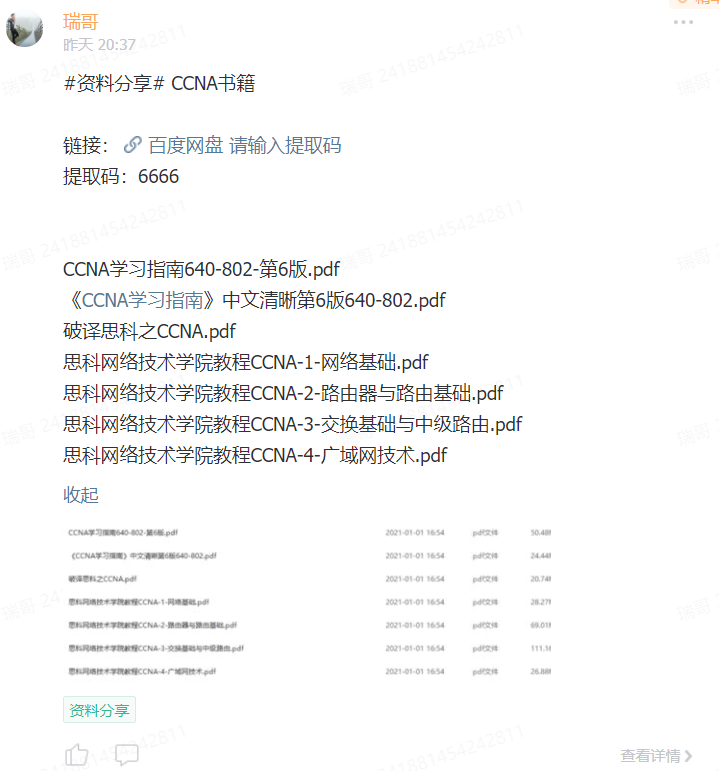 瑞哥
昨天 20:37
#资料分享# CCNA书籍
链接： 百度网盘 请输入提取码
提取码：6666
CCNA学习指南640-802-第6版.pdf
《CCNA学习指南》中文清晰第6版640-802.pdf
破译思科之CCNA.pdf
思科网络技术学院教程CCNA-1-网络基础.pdf
思科网络技术学院教程CCNA-2-路由器与路由基础.pdf
思科网络技术学院教程CCNA-3-交换基础与中级路由.pdf
思科网络技术学院教程CCNA-4-广域网技术.pdf
收起
CCNA学习指南640-802-第6版.pdf 2021-01-01 16:54 pdf文件 50.48
《CCNA学习指南》中文清晰第6版640-802.pdf 2021-01-01 16:54 pdf文件 24.44
破译思科之CCNA.pdf 2021-01-01 16:54 pdf文件 20.74
思科网络技术学院教程CCNA-1-网络基础.pdf 2021-01-01 16:54 pdf文件 28.27
思科网络技术学院教程CCNA-2-路由器与路由基础.pdf 2021-01-01 16:54 pdf文件 69.01
思科网络技术学院教程CCNA-3-交换基础与中级路由.pdf 2021-01-01 16:54 pdf文件 111.1
思科网络技术学院教程CCNA-4-广域网技术.pdf 2021-01-01 16:54 pdf文件 26.88
资料分享
查看详情
瑞哥 241881454242811